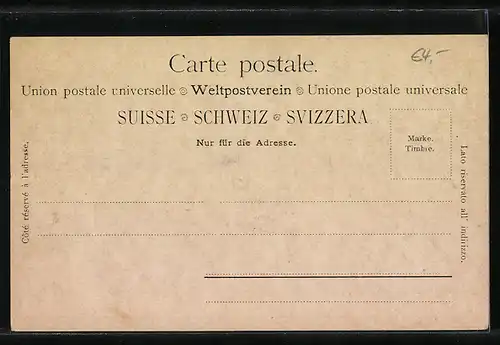 €4,-
Carte postale.
Union postale universelle Weltpostverein Unione postale universale
SUISSE SCHWEIZ SVIZZERA
Nur für die Adresse.
Marke.
Timbre.
Côté réservé à l'adresse.
Lato riservato all' indirizzo.